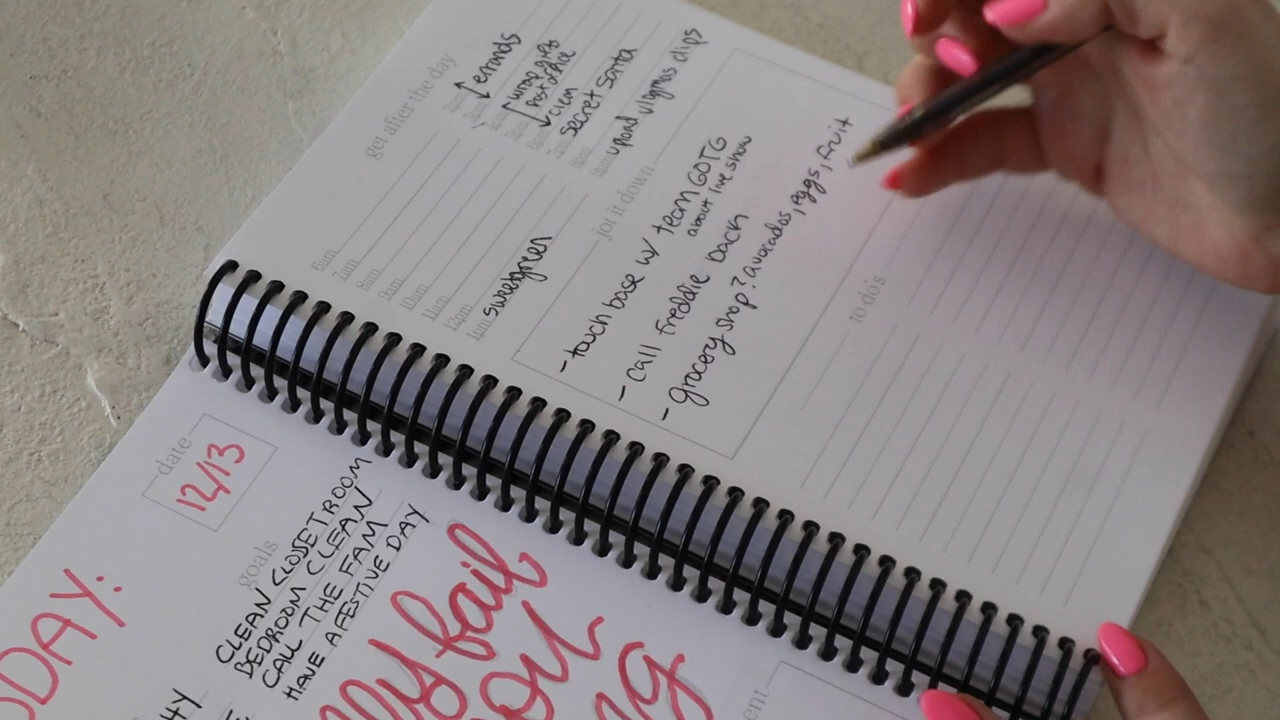 get after the day
6am
7am
8am
9am
10am
11am
12pm
1pm sweetgreen
errands
wrap gifts
post office
clean
secret santa
upload vlogmas clips
jot it down
- touch base w/ team GOTG
about live show
- call Freddie back
- grocery shop? avocados, eggs, fruit
to do's
date
12/13
goals
CLEAN CLOSET ROOM
BEDROOM CLEAN
CALL THE FAM
HAVE A FESTIVE DAY
ODAY:
fail